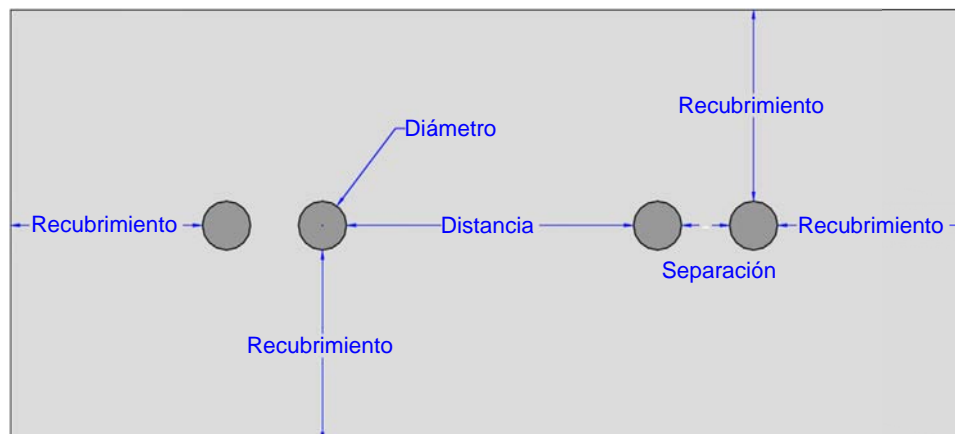 Recubrimiento
Diámetro
Recubrimiento
Distancia
Recubrimiento
Separación
Recubrimiento